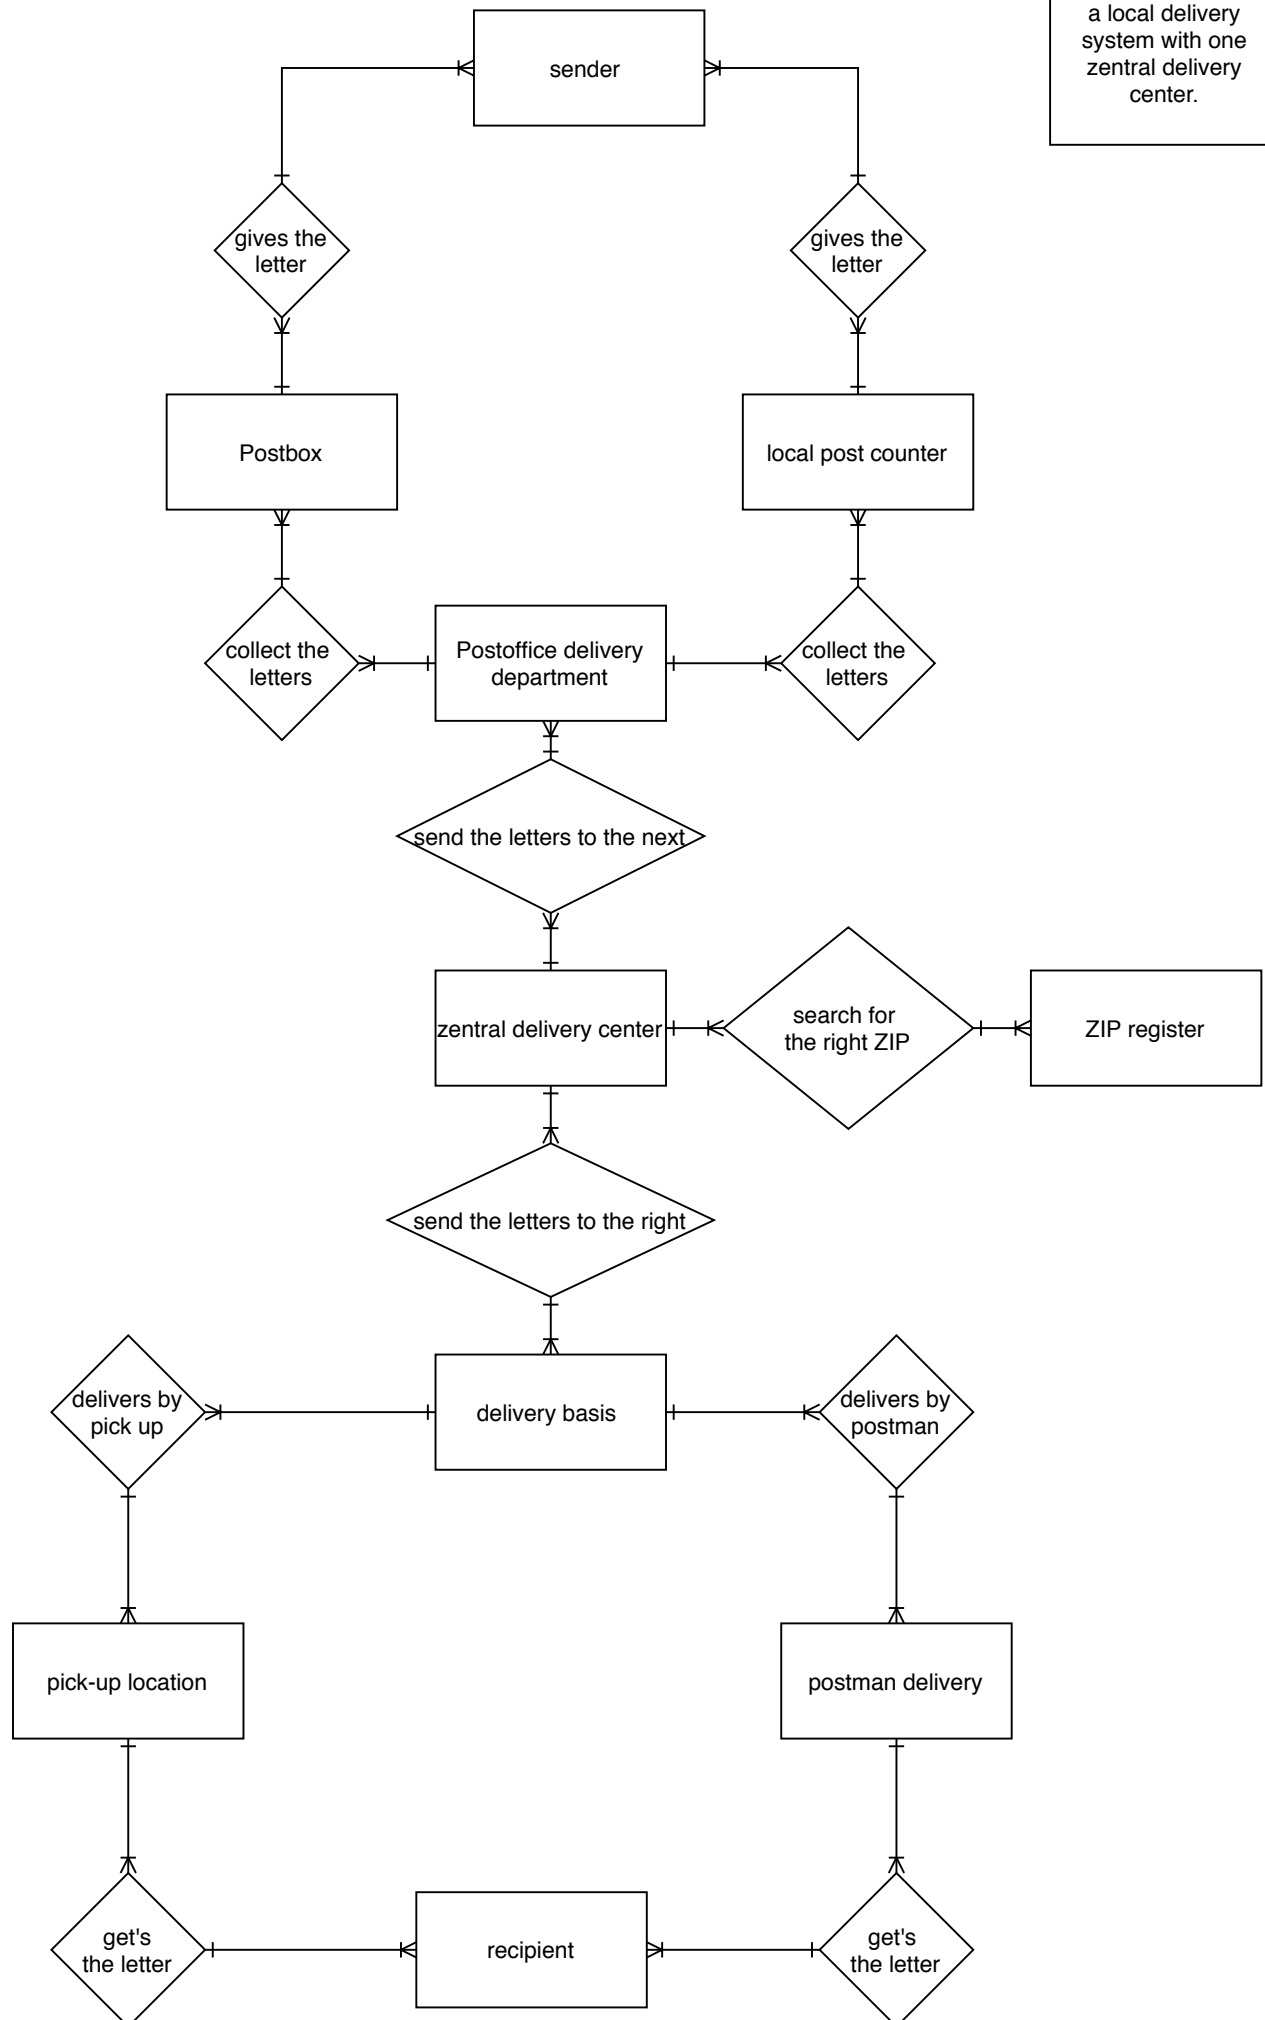 a local delivery
system with one
zentral delivery
center.
sender
gives the
letter
gives the
letter
Postbox
local post counter
collect the
letters
Postoffice delivery
department
collect the
letters
send the letters to the next
zentral delivery center
search for
the right ZIP
ZIP register
send the letters to the right
delivers by
pick up
delivery basis
delivers by
postman
pick-up location
postman delivery
get's
the letter
recipient
get's
the letter